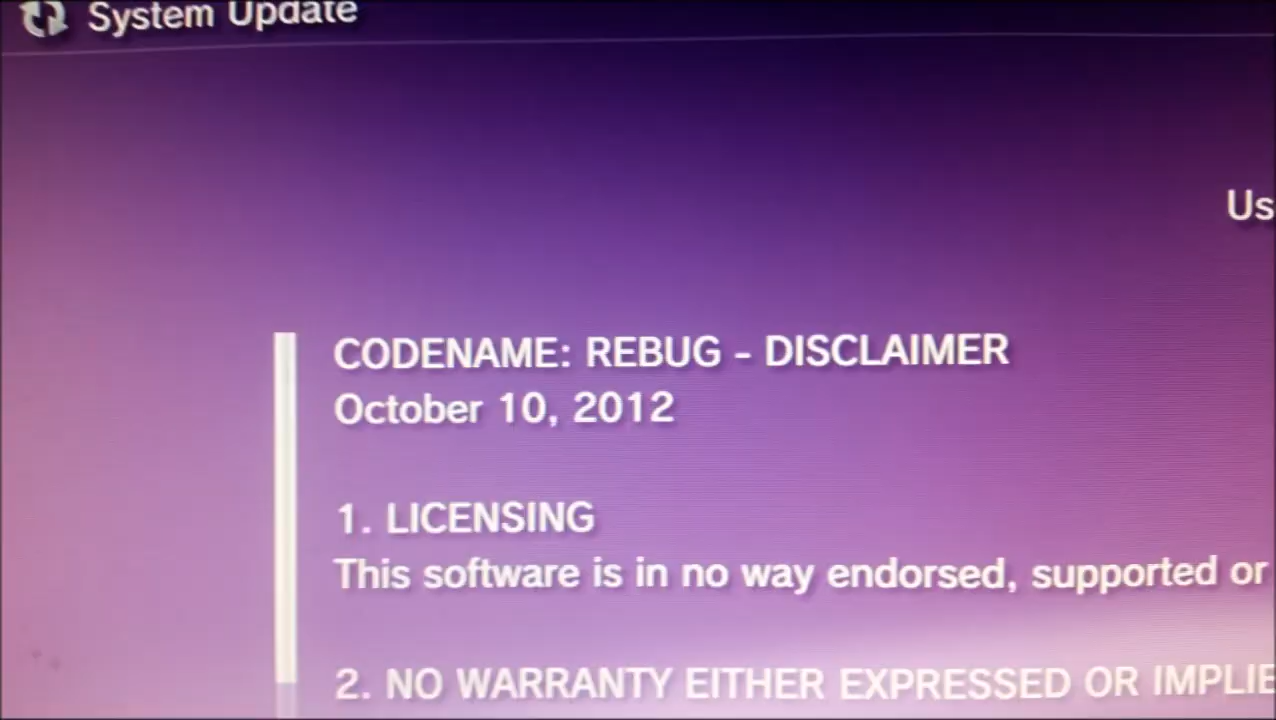 System Update
Us
CODENAME: REBUG - DISCLAIMER
October 10, 2012
1. LICENSING
This software is in no way endorsed, supported or
2. NO WARRANTY EITHER EXPRESSED OR IMPLIE